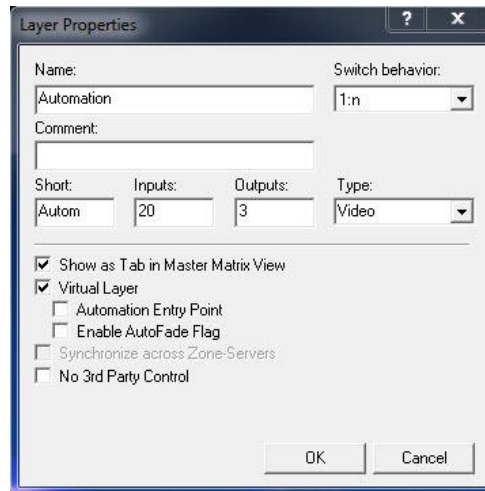 Layer Properties
? X
Name: Switch behavior:
Automation 1:n
Comment:
Short: Inputs: Outputs: Type:
Autom 20 3 Video
Show as Tab in Master Matrix View
Virtual Layer
Automation Entry Point
Enable AutoFade Flag
Synchronize across Zone-Servers
No 3rd Party Control
OK Cancel